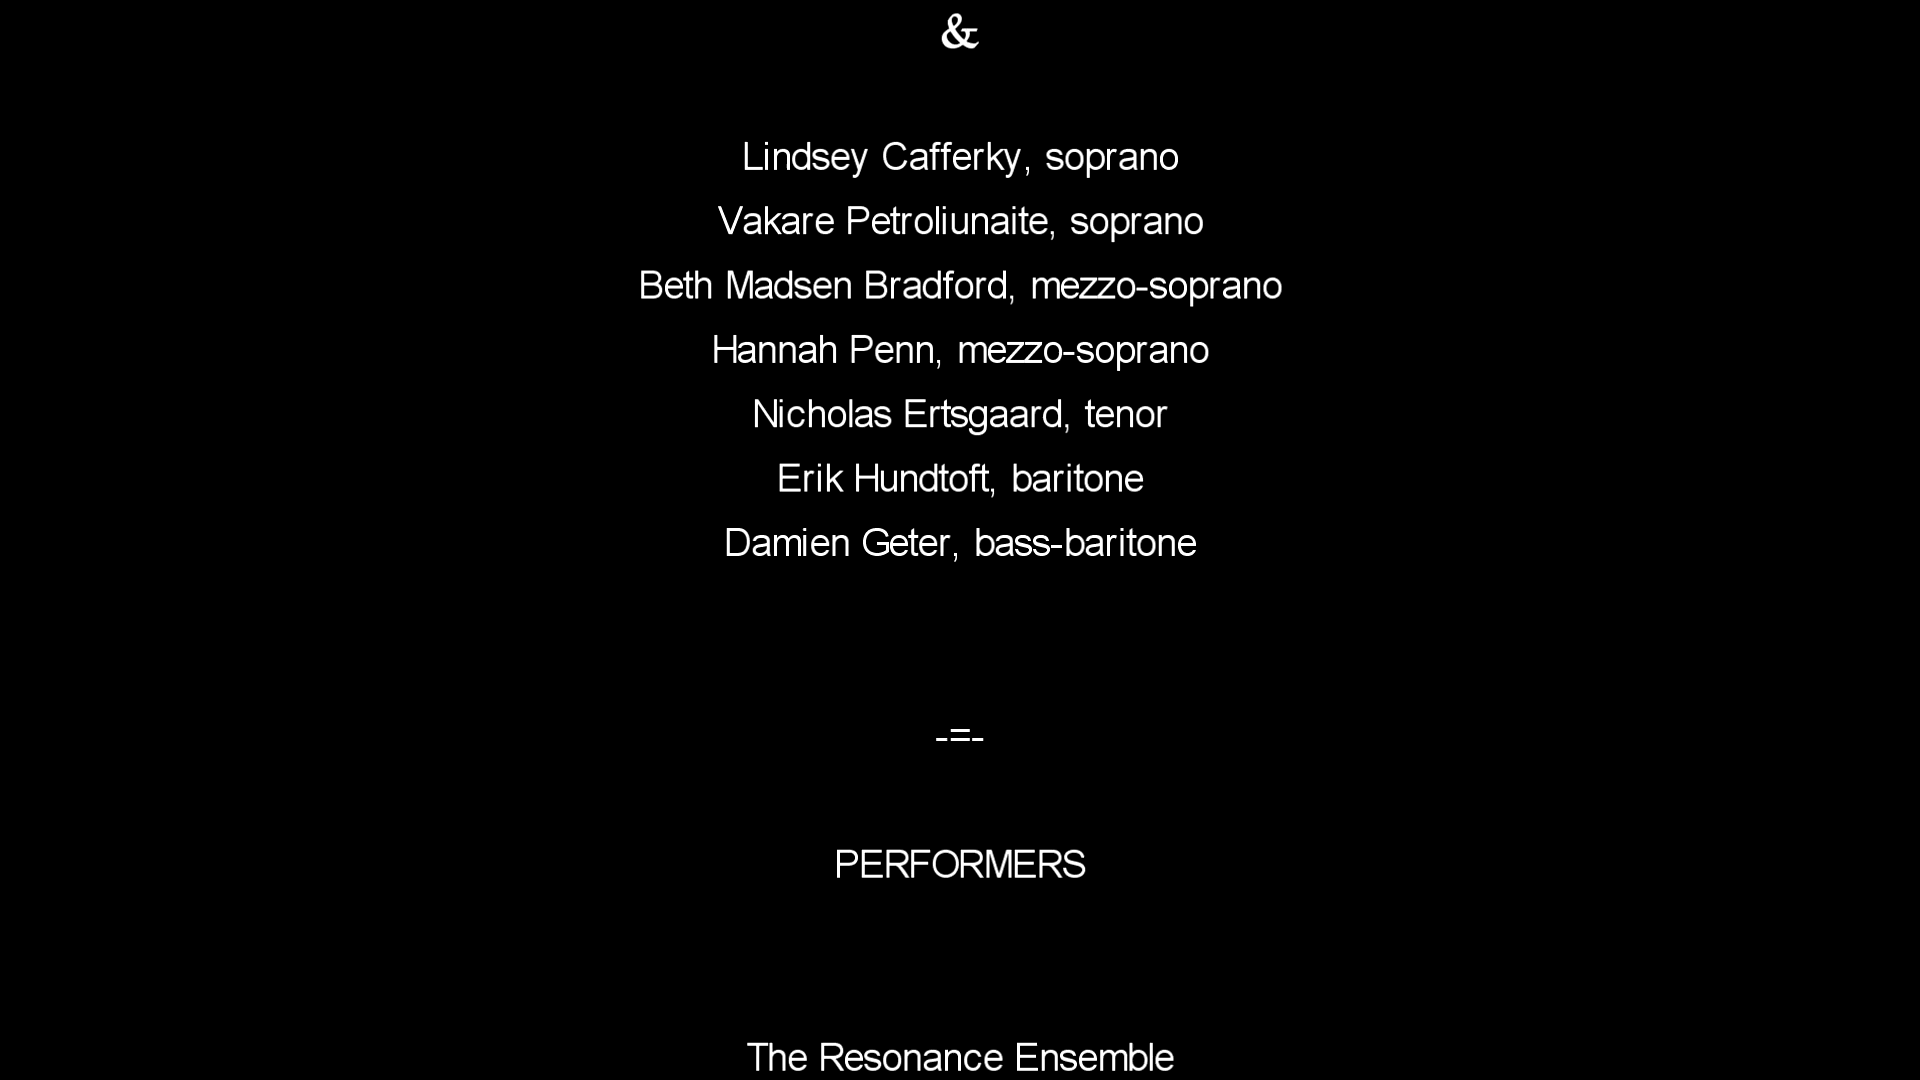 &
Lindsey Cafferky, soprano
Vakare Petroliunaite, soprano
Beth Madsen Bradford, mezzo-soprano
Hannah Penn, mezzo-soprano
Nicholas Ertsgaard, tenor
Erik Hundtoft, baritone
Damien Geter, bass-baritone
-=-
PERFORMERS
The Resonance Ensemble